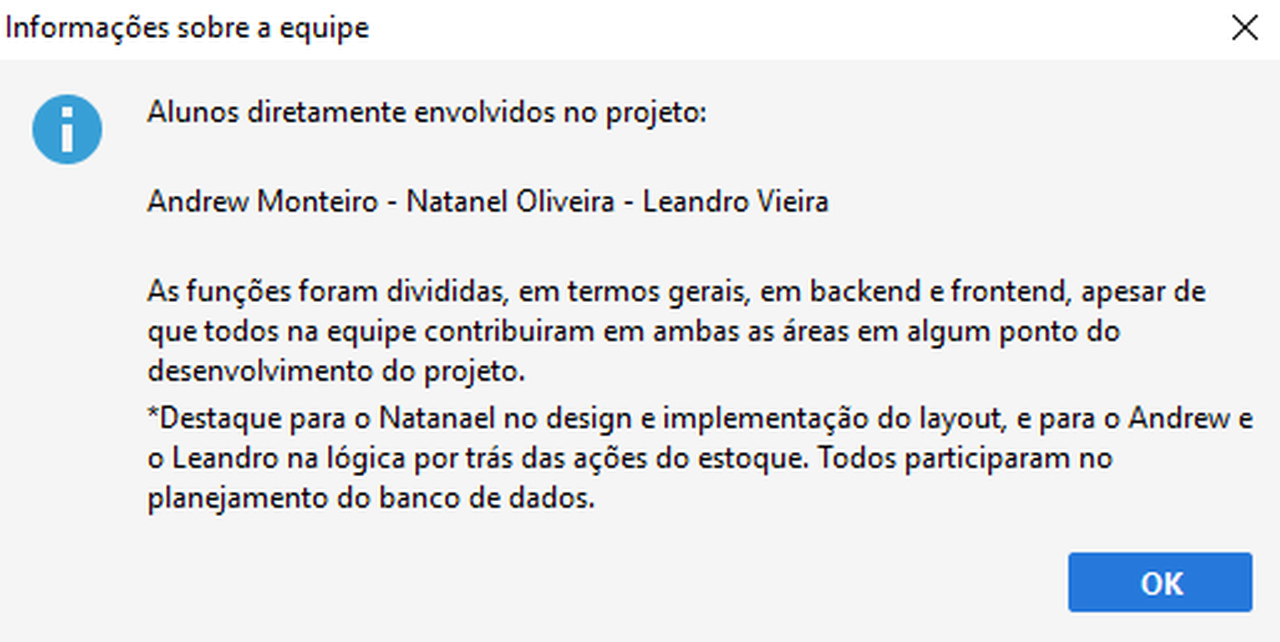 Informações sobre a equipe
Alunos diretamente envolvidos no projeto:
Andrew Monteiro - Natanel Oliveira - Leandro Vieira
As funções foram divididas, em termos gerais, em backend e frontend, apesar de
que todos na equipe contribuiram em ambas as áreas em algum ponto do
desenvolvimento do projeto.
*Destaque para o Natanael no design e implementação do layout, e para o Andrew e
o Leandro na lógica por trás das ações do estoque. Todos participaram no
planejamento do banco de dados.
OK